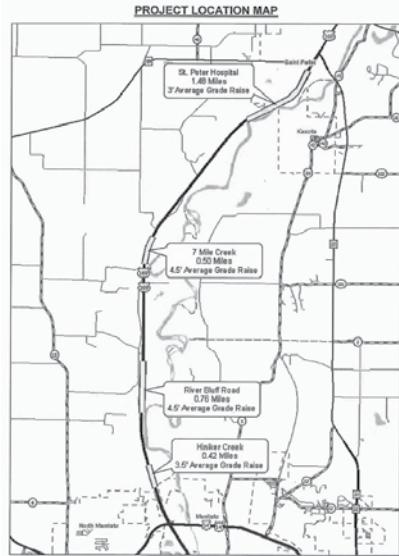 PROJECT LOCATION MAP
Saint Peter
St. Peter Hospital
1.48 Miles
3' Average Grade Raise
Kasota
7 Mile Creek
0.50 Miles
4.5' Average Grade Raise
169
River Bluff Road
0.76 Miles
4.5' Average Grade Raise
Hiniker Creek
0.42 Miles
3.5' Average Grade Raise
North Mankato
Mankato